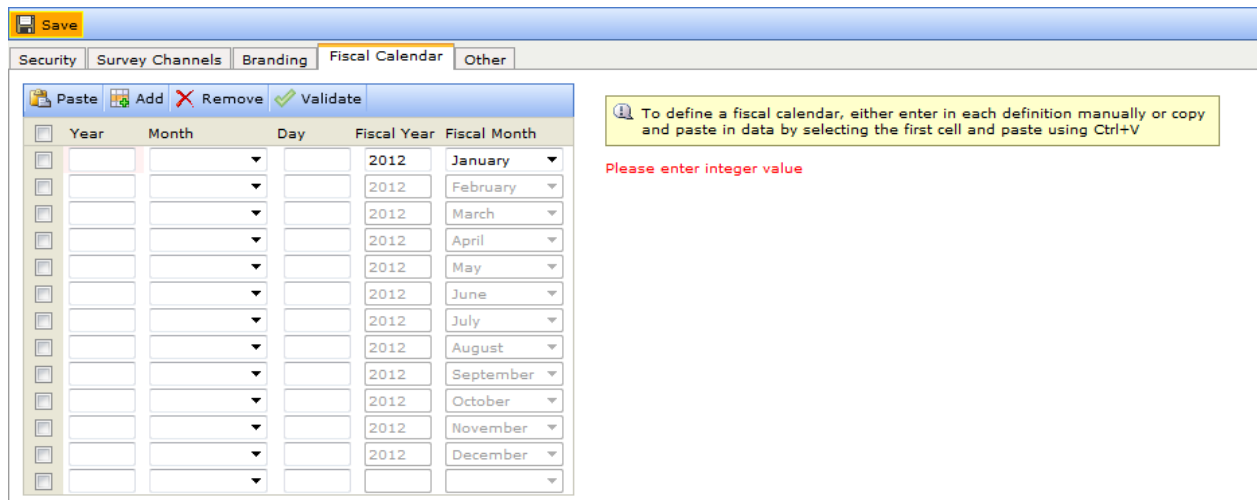 Save
Security Survey Channels Branding Fiscal Calendar Other
Paste Add Remove Validate
Year Month Day Fiscal Year Fiscal Month
2012 January
2012 February
2012 March
2012 April
2012 May
2012 June
2012 July
2012 August
2012 September
2012 October
2012 November
2012 December
To define a fiscal calendar, either enter in each definition manually or copy
and paste in data by selecting the first cell and paste using Ctrl+V
Please enter integer value